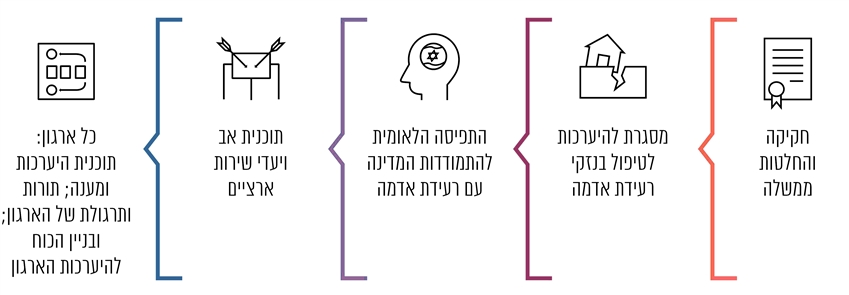 חקיקה
והחלטות
ממשלה
מסגרת להיערכות
לטיפול בנזקי
רעידת אדמה
התפיסה הלאומית
להתמודדות המדינה
עם רעידת אדמה
תוכנית אב
ויעדי שירות
ארציים
כל ארגון:
תוכנית היערכות
ומענה; תורות
ותרגולת של הארגון;
ובניין הכוח
להיערכות הארגון